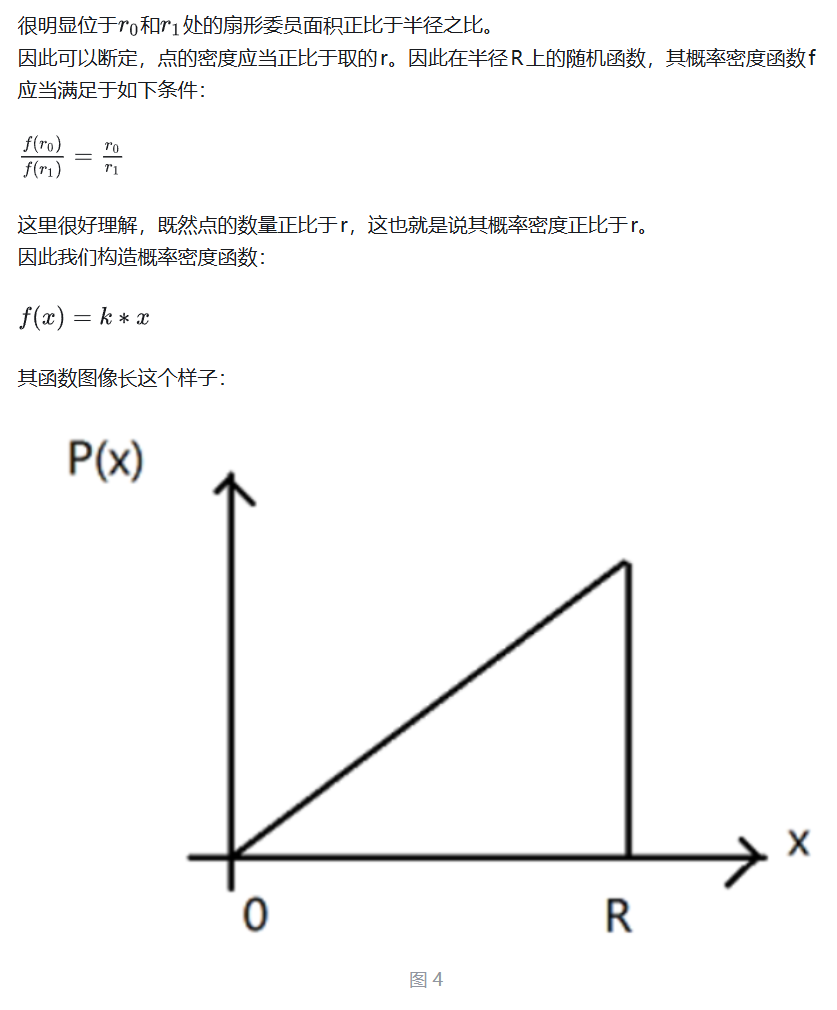 很明显位于r₀和r₁处的扇形委员面积正比于半径之比。
因此可以断定，点的密度应当正比于取的r。因此在半径R上的随机函数，其概率密度函数f
应当满足于如下条件：
f(r₀)/f(r₁) = r₀/r₁
这里很好理解，既然点的数量正比于r，这也就是说其概率密度正比于r。
因此我们构造概率密度函数：
f(x) = k * x
其函数图像长这个样子：
P(x)
x
0
R
图 4